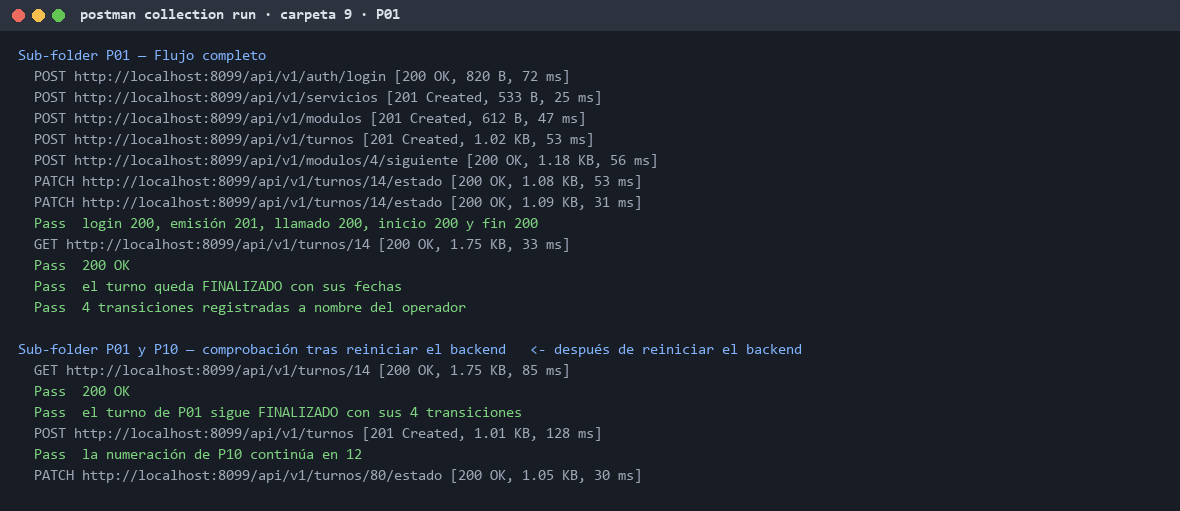 postman collection run · carpeta 9 · P01
Sub-folder P01 — Flujo completo
POST http://localhost:8099/api/v1/auth/login [200 OK, 820 B, 72 ms]
POST http://localhost:8099/api/v1/servicios [201 Created, 533 B, 25 ms]
POST http://localhost:8099/api/v1/modulos [201 Created, 612 B, 47 ms]
POST http://localhost:8099/api/v1/turnos [201 Created, 1.02 KB, 53 ms]
POST http://localhost:8099/api/v1/modulos/4/siguiente [200 OK, 1.18 KB, 56 ms]
PATCH http://localhost:8099/api/v1/turnos/14/estado [200 OK, 1.08 KB, 53 ms]
PATCH http://localhost:8099/api/v1/turnos/14/estado [200 OK, 1.09 KB, 31 ms]
Pass  login 200, emisión 201, llamado 200, inicio 200 y fin 200
GET http://localhost:8099/api/v1/turnos/14 [200 OK, 1.75 KB, 33 ms]
Pass  200 OK
Pass  el turno queda FINALIZADO con sus fechas
Pass  4 transiciones registradas a nombre del operador
Sub-folder P01 y P10 — comprobación tras reiniciar el backend   <- después de reiniciar el backend
GET http://localhost:8099/api/v1/turnos/14 [200 OK, 1.75 KB, 85 ms]
Pass  200 OK
Pass  el turno de P01 sigue FINALIZADO con sus 4 transiciones
POST http://localhost:8099/api/v1/turnos [201 Created, 1.01 KB, 128 ms]
Pass  la numeración de P10 continúa en 12
PATCH http://localhost:8099/api/v1/turnos/80/estado [200 OK, 1.05 KB, 30 ms]